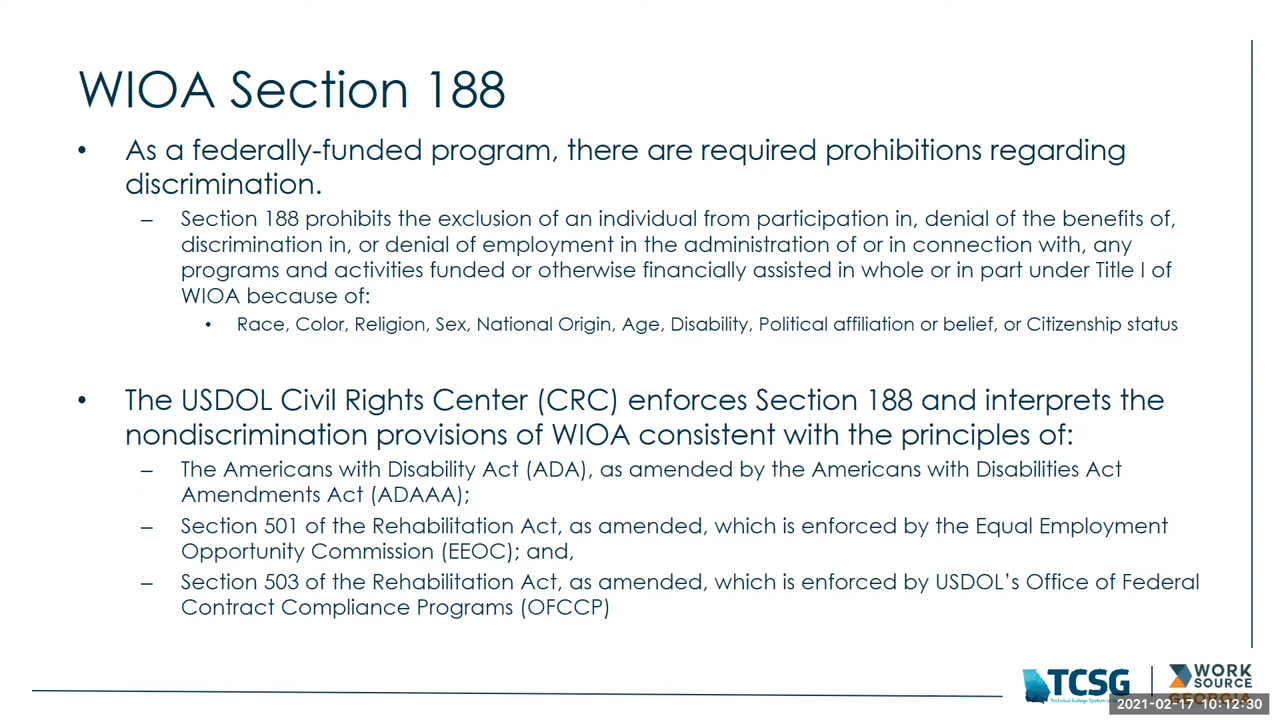 WIOA Section 188
• As a federally-funded program, there are required prohibitions regarding
discrimination.
– Section 188 prohibits the exclusion of an individual from participation in, denial of the benefits of,
discrimination in, or denial of employment in the administration of or in connection with, any
programs and activities funded or otherwise financially assisted in whole or in part under Title I of
WIOA because of:
• Race, Color, Religion, Sex, National Origin, Age, Disability, Political affiliation or belief, or Citizenship status
• The USDOL Civil Rights Center (CRC) enforces Section 188 and interprets the
nondiscrimination provisions of WIOA consistent with the principles of:
– The Americans with Disability Act (ADA), as amended by the Americans with Disabilities Act
Amendments Act (ADAAA);
– Section 501 of the Rehabilitation Act, as amended, which is enforced by the Equal Employment
Opportunity Commission (EEOC); and,
– Section 503 of the Rehabilitation Act, as amended, which is enforced by USDOL's Office of Federal
Contract Compliance Programs (OFCCP)
TCSG
Technical College System of
WORK
SOURCE
GEORGIA
2021-02-17 10:12:30